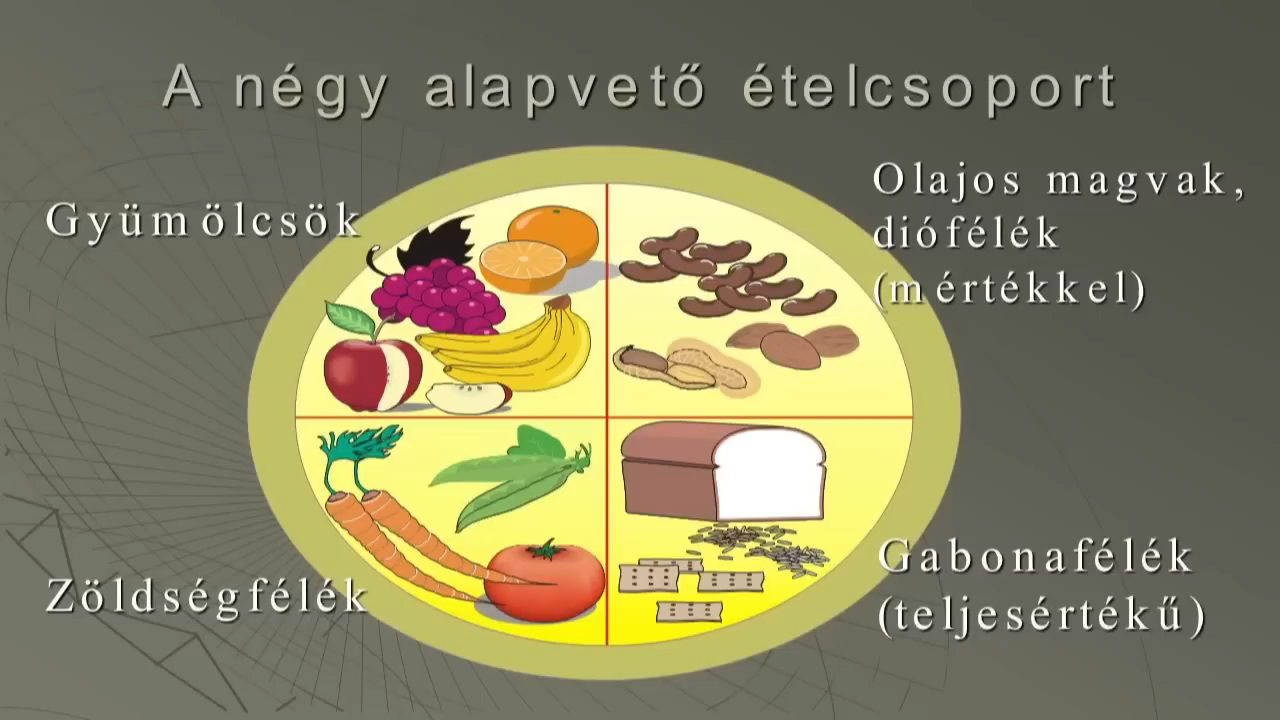 A négy alapvető ételcsoport
Gyümölcsök
Olajos magvak,
diófélék
(mértékkel)
Zöldségfélék
Gabonafélék
(teljesértékű)